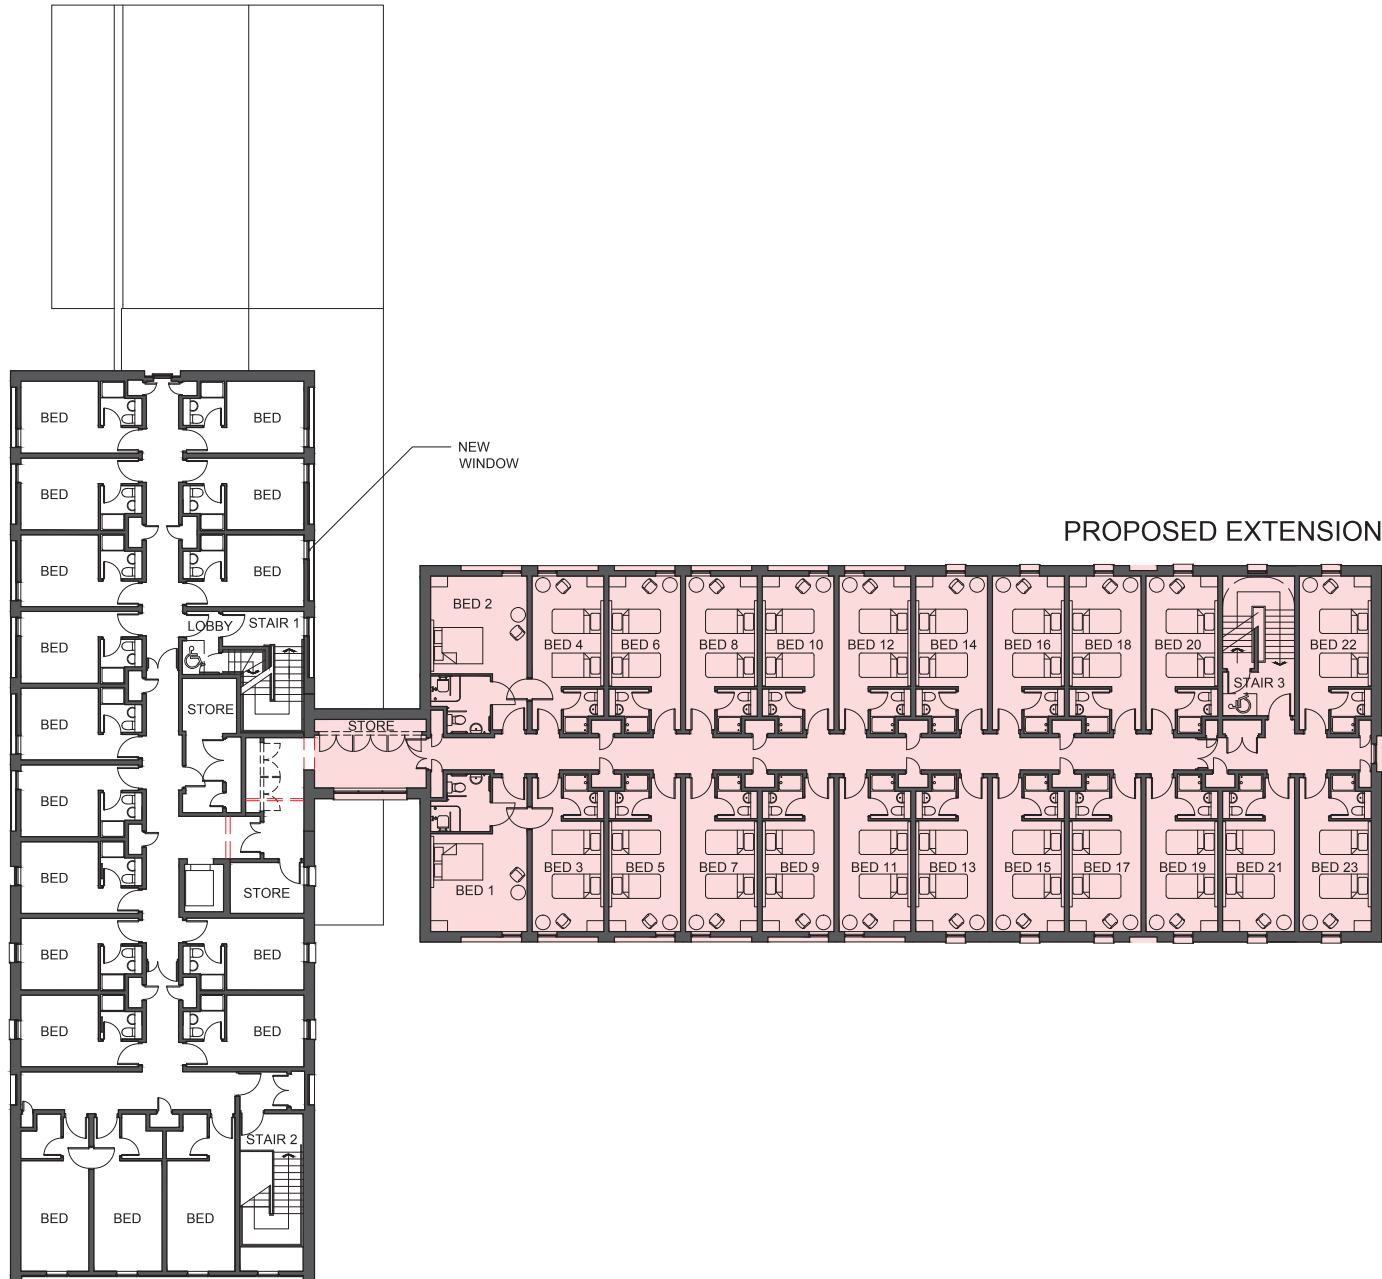 BED
BED
NEW
WINDOW
BED
BED
PROPOSED EXTENSION
BED
BED
BED 2
LOBBY
STAIR 1
BED
BED 4
BED 6
BED 8
BED 10
BED 12
BED 14
BED 16
BED 18
BED 20
BED 22
STAIR 3
STORE
BED
STORE
BED
BED
BED 1
BED 3
BED 5
BED 7
BED 9
BED 11
BED 13
BED 15
BED 17
BED 19
BED 21
BED 23
STORE
BED
BED
BED
BED
STAIR 2
BED
BED
BED